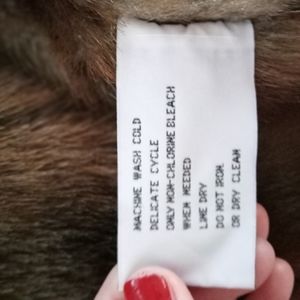 MACHINE WASH COLD
DELICATE CYCLE
ONLY NON-CHLORINE BLEACH
WHEN NEEDED
LINE DRY
DO NOT IRON.
OR DRY CLEAN